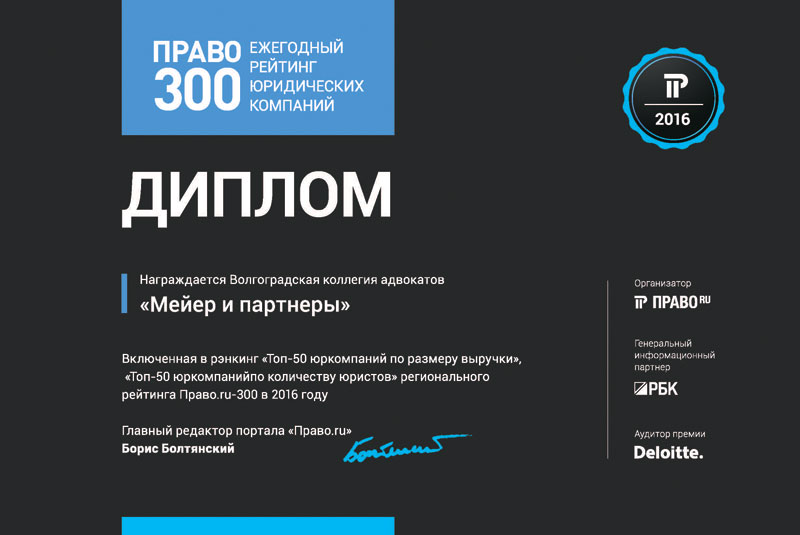 ПРАВО
300
ЕЖЕГОДНЫЙ
РЕЙТИНГ
ЮРИДИЧЕСКИХ
КОМПАНИЙ
2016
ДИПЛОМ
Награждается Волгоградская коллегия адвокатов
«Мейер и партнеры»
Включенная в рэнкинг «Топ-50 юркомпаний по размеру выручки»,
«Топ-50 юркомпанийпо количеству юристов» регионального
рейтинга Право.ru-300 в 2016 году
Главный редактор портала «Право.ru»
Борис Болтянский
Организатор
ПРАВО RU
Генеральный
информационный
партнер
РБК
Аудитор премии
Deloitte.